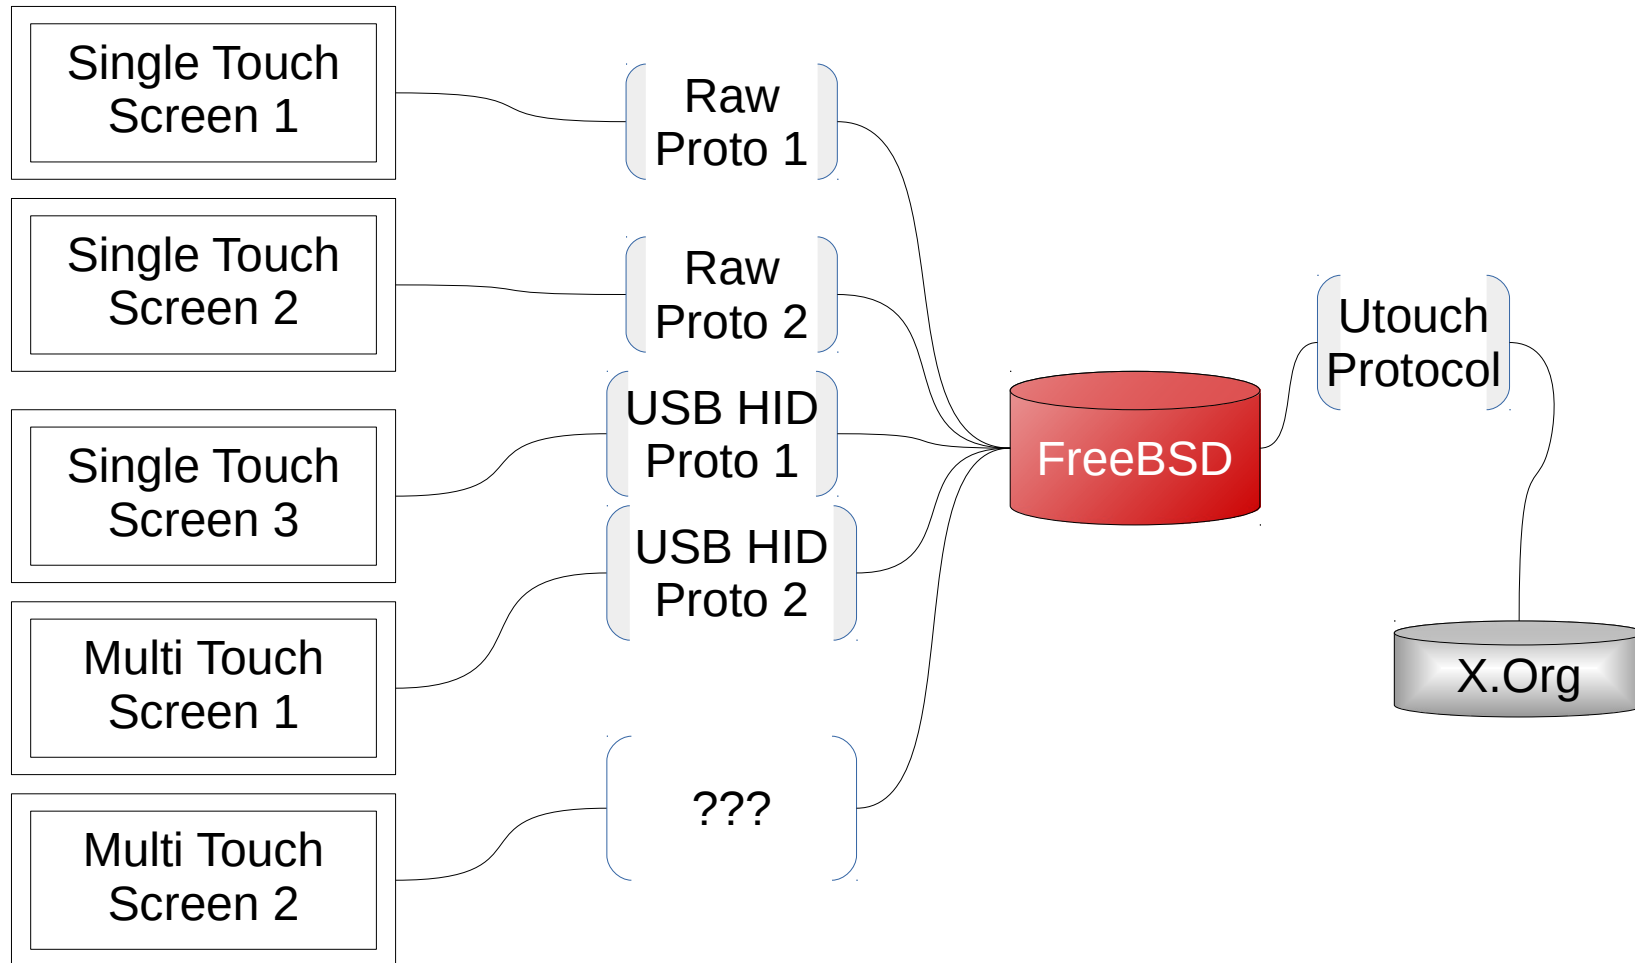 Single Touch
Screen 1
Single Touch
Screen 2
Single Touch
Screen 3
Multi Touch
Screen 1
Multi Touch
Screen 2
Raw
Proto 1
Raw
Proto 2
USB HID
Proto 1
USB HID
Proto 2
???
FreeBSD
Utouch
Protocol
X.Org